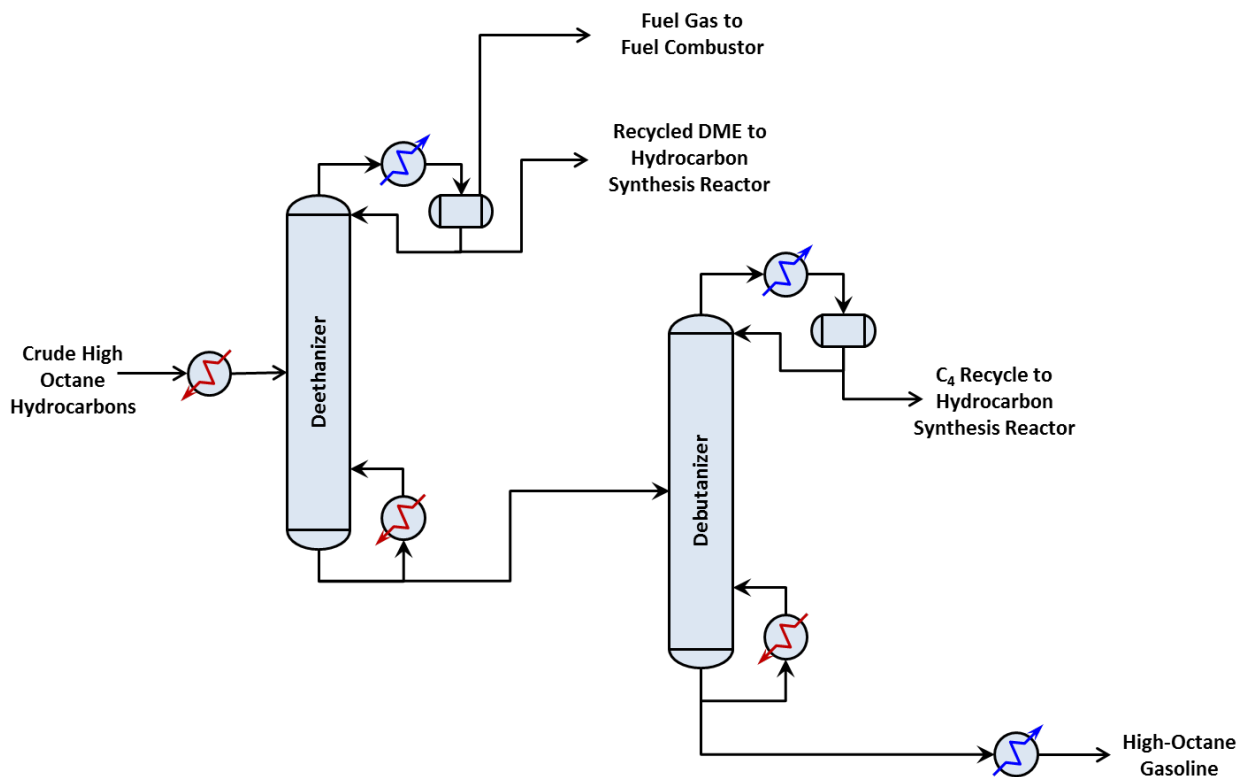 Fuel Gas to
Fuel Combustor
Recycled DME to
Hydrocarbon
Synthesis Reactor
Crude High
Octane
Hydrocarbons
Deethanizer
Debutanizer
C₄ Recycle to
Hydrocarbon
Synthesis Reactor
High-Octane
Gasoline